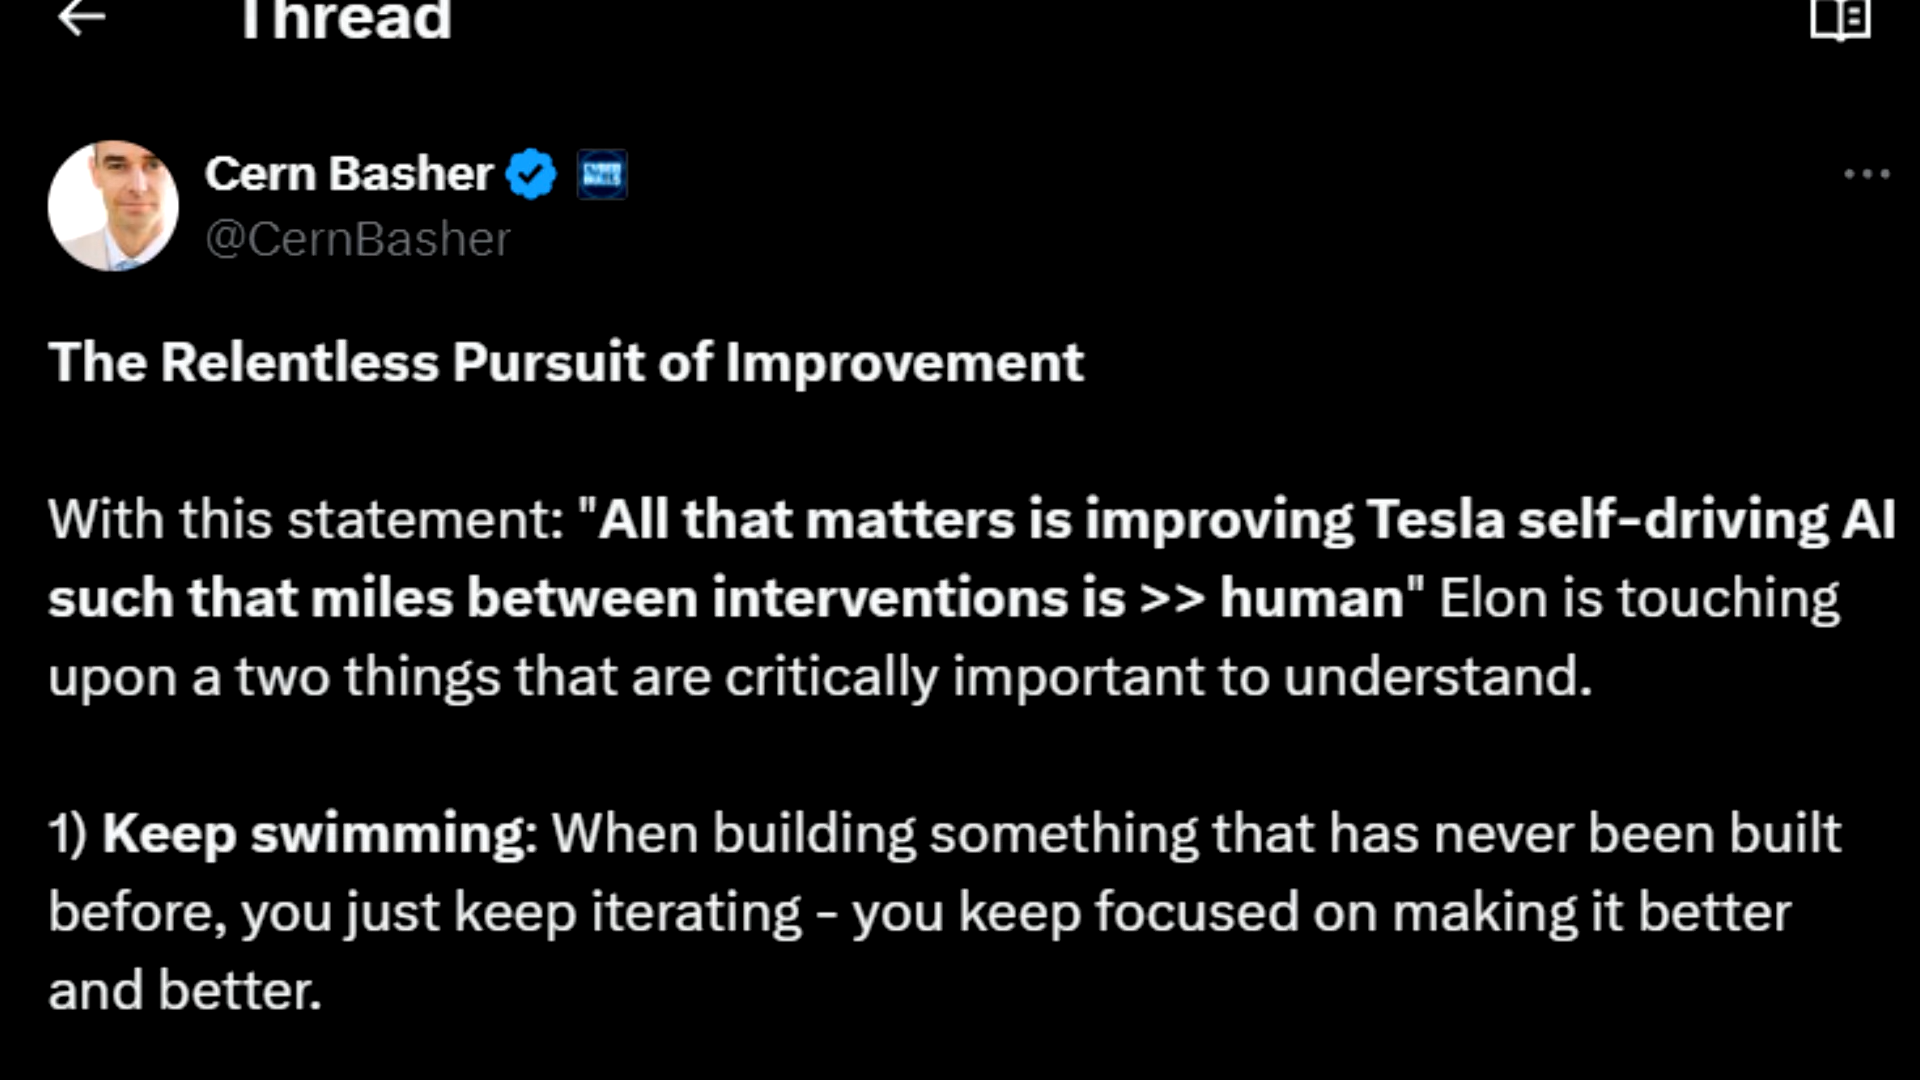 Thread
Cern Basher
@CernBasher
The Relentless Pursuit of Improvement
With this statement: "All that matters is improving Tesla self-driving AI
such that miles between interventions is >> human" Elon is touching
upon a two things that are critically important to understand.
1) Keep swimming: When building something that has never been built
before, you just keep iterating - you keep focused on making it better
and better.